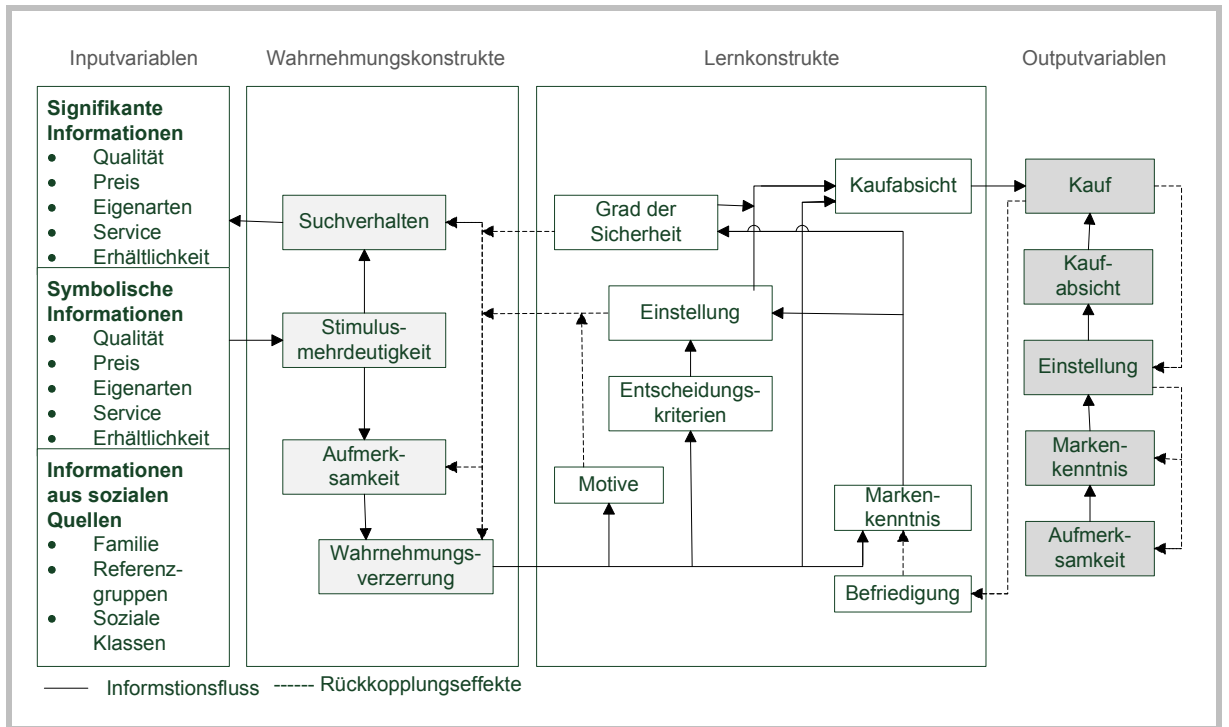 Inputvariablen
Wahrnehmungskonstrukte
Lernkonstrukte
Outputvariablen
Signifikante
Informationen
• Qualität
• Preis
• Eigenarten
• Service
• Erhältlichkeit
Symbolische
Informationen
• Qualität
• Preis
• Eigenarten
• Service
• Erhältlichkeit
Informationen
aus sozialen
Quellen
• Familie
• Referenz-
gruppen
• Soziale
Klassen
Suchverhalten
Stimulus-
mehrdeutigkeit
Aufmerk-
samkeit
Wahrnehmungs-
verzerrung
Kaufabsicht
Grad der
Sicherheit
Einstellung
Entscheidungs-
kriterien
Motive
Marken-
kenntnis
Befriedigung
Kauf
Kauf-
absicht
Einstellung
Marken-
kenntnis
Aufmerk-
samkeit
Informstionsfluss
Rückkopplungseffekte